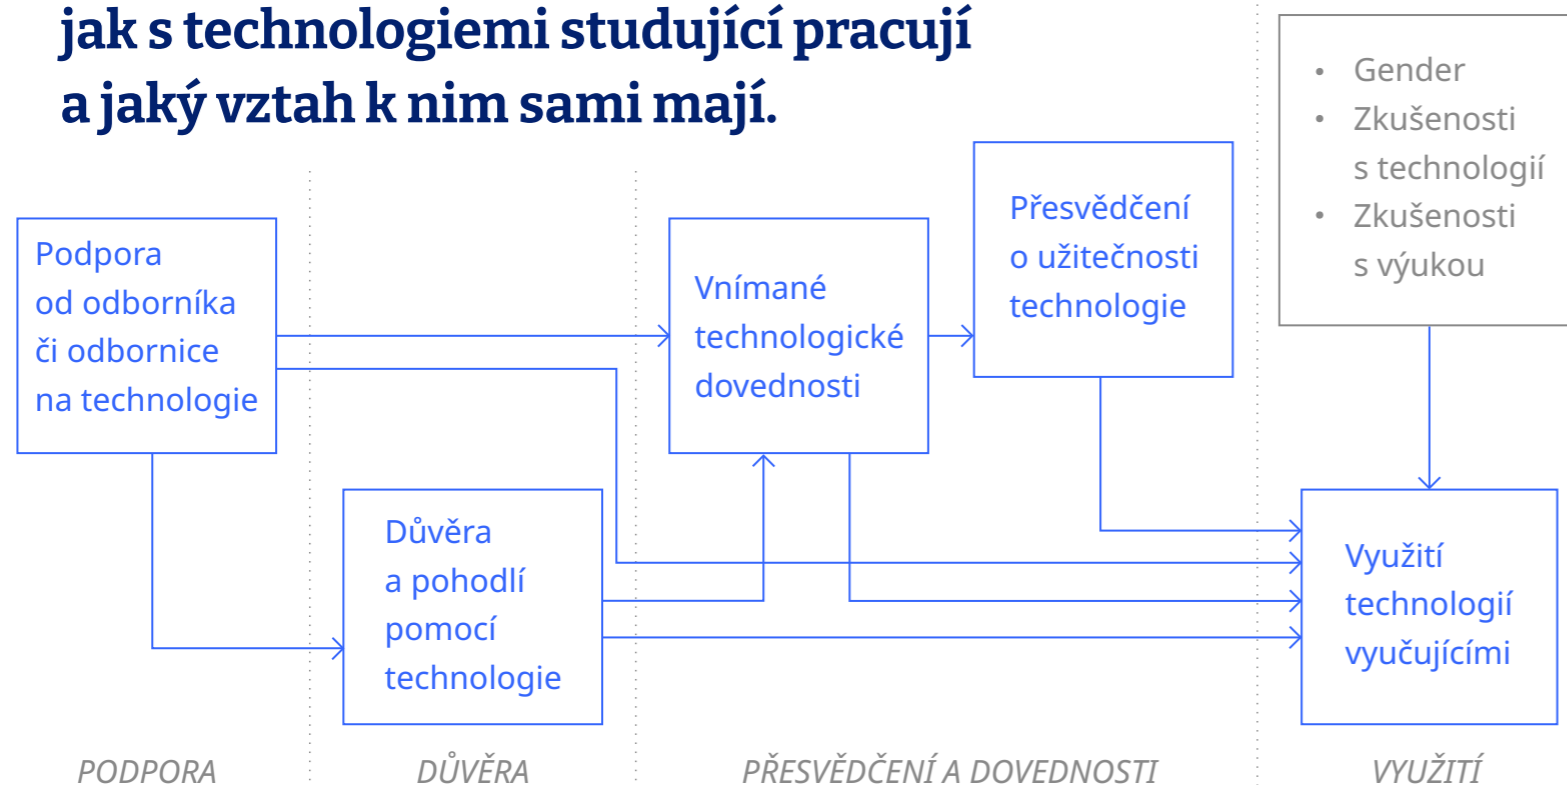 jak s technologiemi studující pracují
a jaký vztah k nim sami mají.
Podpora
od odborníka
či odbornice
na technologie
Důvěra
a pohodlí
pomocí
technologie
Vnímané
technologické
dovednosti
Přesvědčení
o užitečnosti
technologie
• Gender
• Zkušenosti
s technologií
• Zkušenosti
s výukou
Využití
technologií
vyučujícími
PODPORA
DŮVĚRA
PŘESVĚDČENÍ A DOVEDNOSTI
VYUŽITÍ